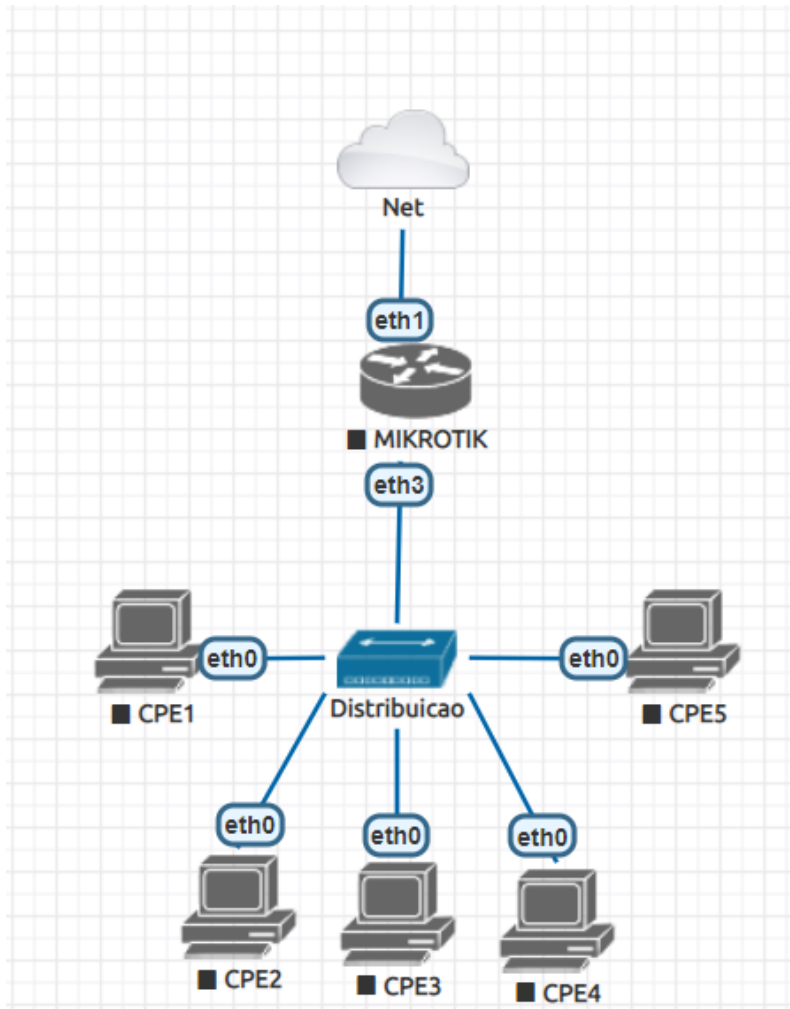 Net
eth1
MIKROTIK
eth3
eth0
eth0
CPE1
Distribuicao
CPE5
eth0
eth0
eth0
CPE2
CPE3
CPE4